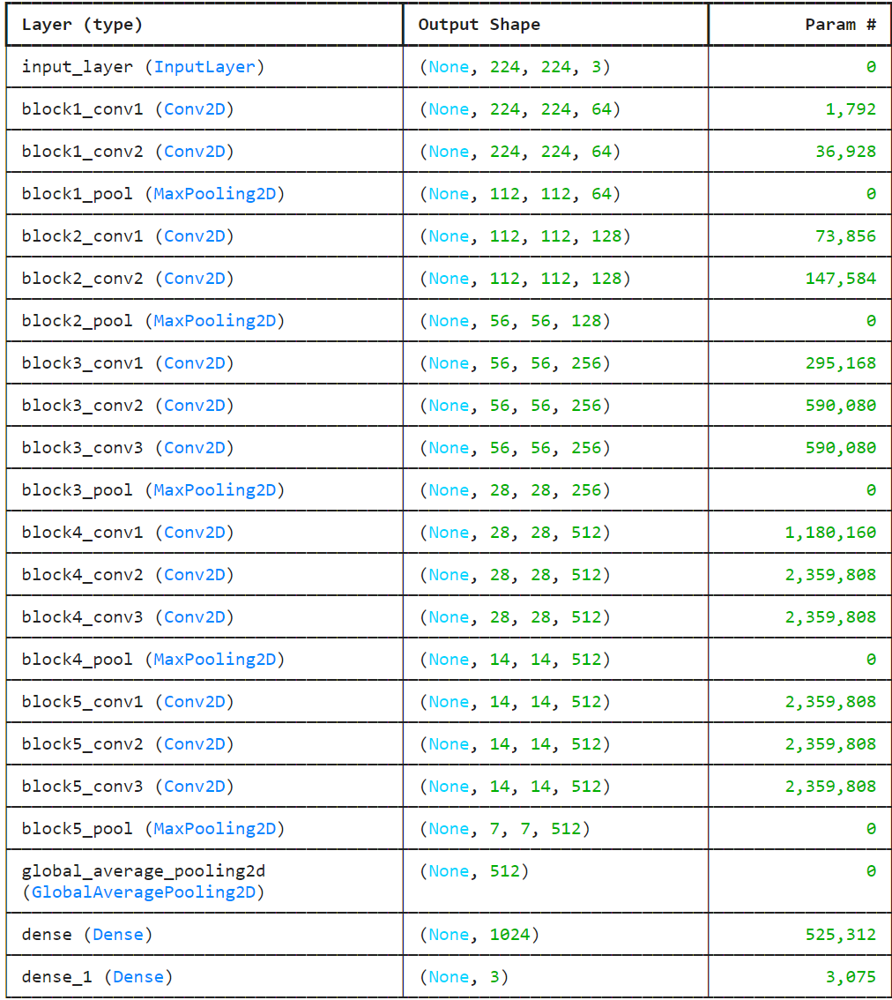 Layer (type) Output Shape Param #
input_layer (InputLayer) (None, 224, 224, 3) 0
block1_conv1 (Conv2D) (None, 224, 224, 64) 1,792
block1_conv2 (Conv2D) (None, 224, 224, 64) 36,928
block1_pool (MaxPooling2D) (None, 112, 112, 64) 0
block2_conv1 (Conv2D) (None, 112, 112, 128) 73,856
block2_conv2 (Conv2D) (None, 112, 112, 128) 147,584
block2_pool (MaxPooling2D) (None, 56, 56, 128) 0
block3_conv1 (Conv2D) (None, 56, 56, 256) 295,168
block3_conv2 (Conv2D) (None, 56, 56, 256) 590,080
block3_conv3 (Conv2D) (None, 56, 56, 256) 590,080
block3_pool (MaxPooling2D) (None, 28, 28, 256) 0
block4_conv1 (Conv2D) (None, 28, 28, 512) 1,180,160
block4_conv2 (Conv2D) (None, 28, 28, 512) 2,359,808
block4_conv3 (Conv2D) (None, 28, 28, 512) 2,359,808
block4_pool (MaxPooling2D) (None, 14, 14, 512) 0
block5_conv1 (Conv2D) (None, 14, 14, 512) 2,359,808
block5_conv2 (Conv2D) (None, 14, 14, 512) 2,359,808
block5_conv3 (Conv2D) (None, 14, 14, 512) 2,359,808
block5_pool (MaxPooling2D) (None, 7, 7, 512) 0
global_average_pooling2d (None, 512) 0
(GlobalAveragePooling2D)
dense (Dense) (None, 1024) 525,312
dense_1 (Dense) (None, 3) 3,075